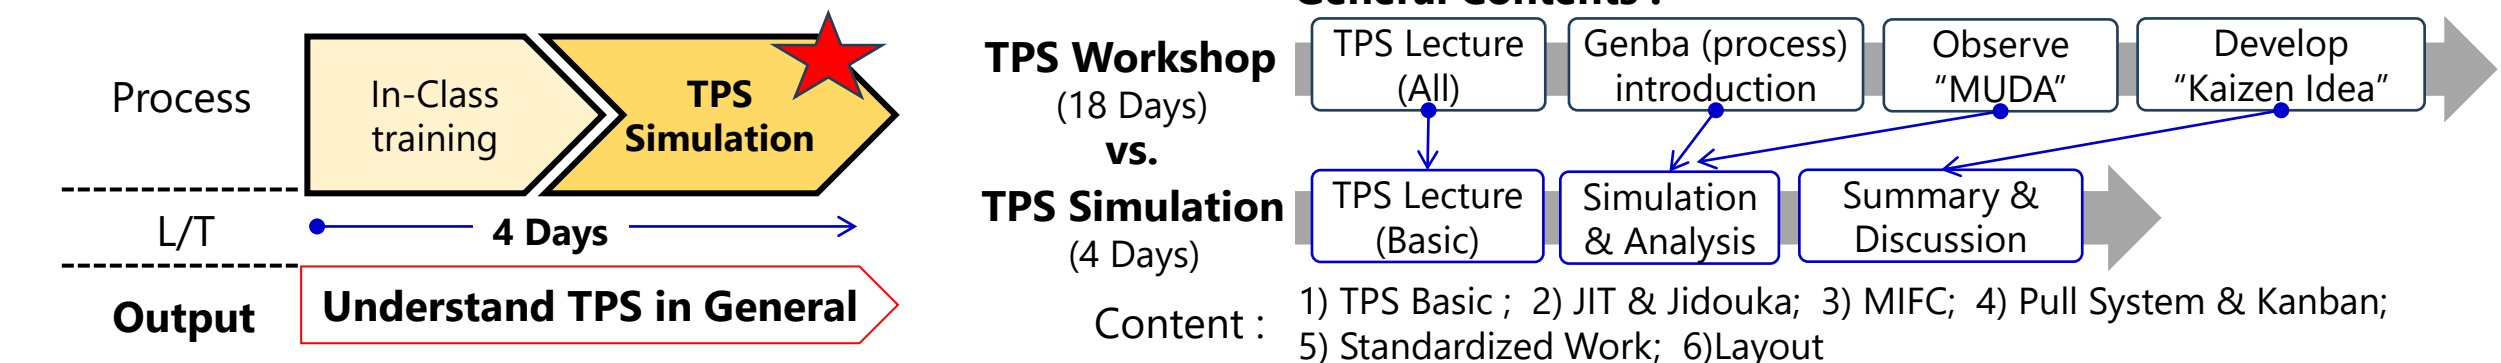 Process
In-Class
training
TPS
Simulation
L/T
4 Days
Output
Understand TPS in General
General Contents :
TPS Workshop
(18 Days)
vs.
TPS Simulation
(4 Days)
TPS Lecture
(All)
Genba (process)
introduction
Observe
“MUDA”
Develop
“Kaizen Idea”
TPS Lecture
(Basic)
Simulation
& Analysis
Summary &
Discussion
Content :
1) TPS Basic ;  2) JIT & Jidouka;  3) MIFC;  4) Pull System & Kanban;
5) Standardized Work;  6)Layout